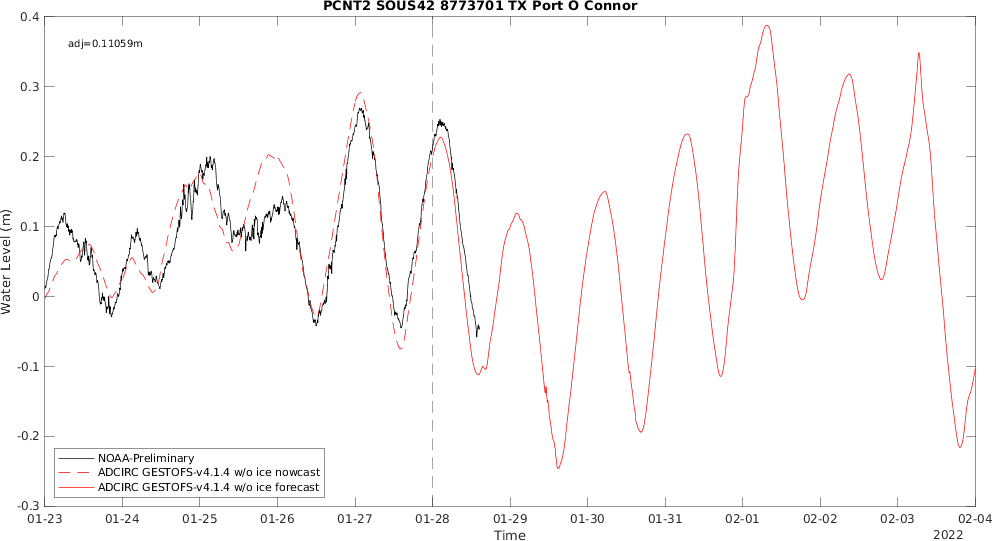 PCNT2 SOUS42 8773701 TX Port O Connor
adj=0.11059m
0.4
0.3
0.2
0.1
0
-0.1
-0.2
-0.3
Water Level (m)
NOAA-Preliminary
ADCIRC GESTOFS-v4.1.4 w/o ice nowcast
ADCIRC GESTOFS-v4.1.4 w/o ice forecast
01-23 01-24 01-25 01-26 01-27 01-28 01-29 01-30 01-31 02-01 02-02 02-03 02-04
Time
2022